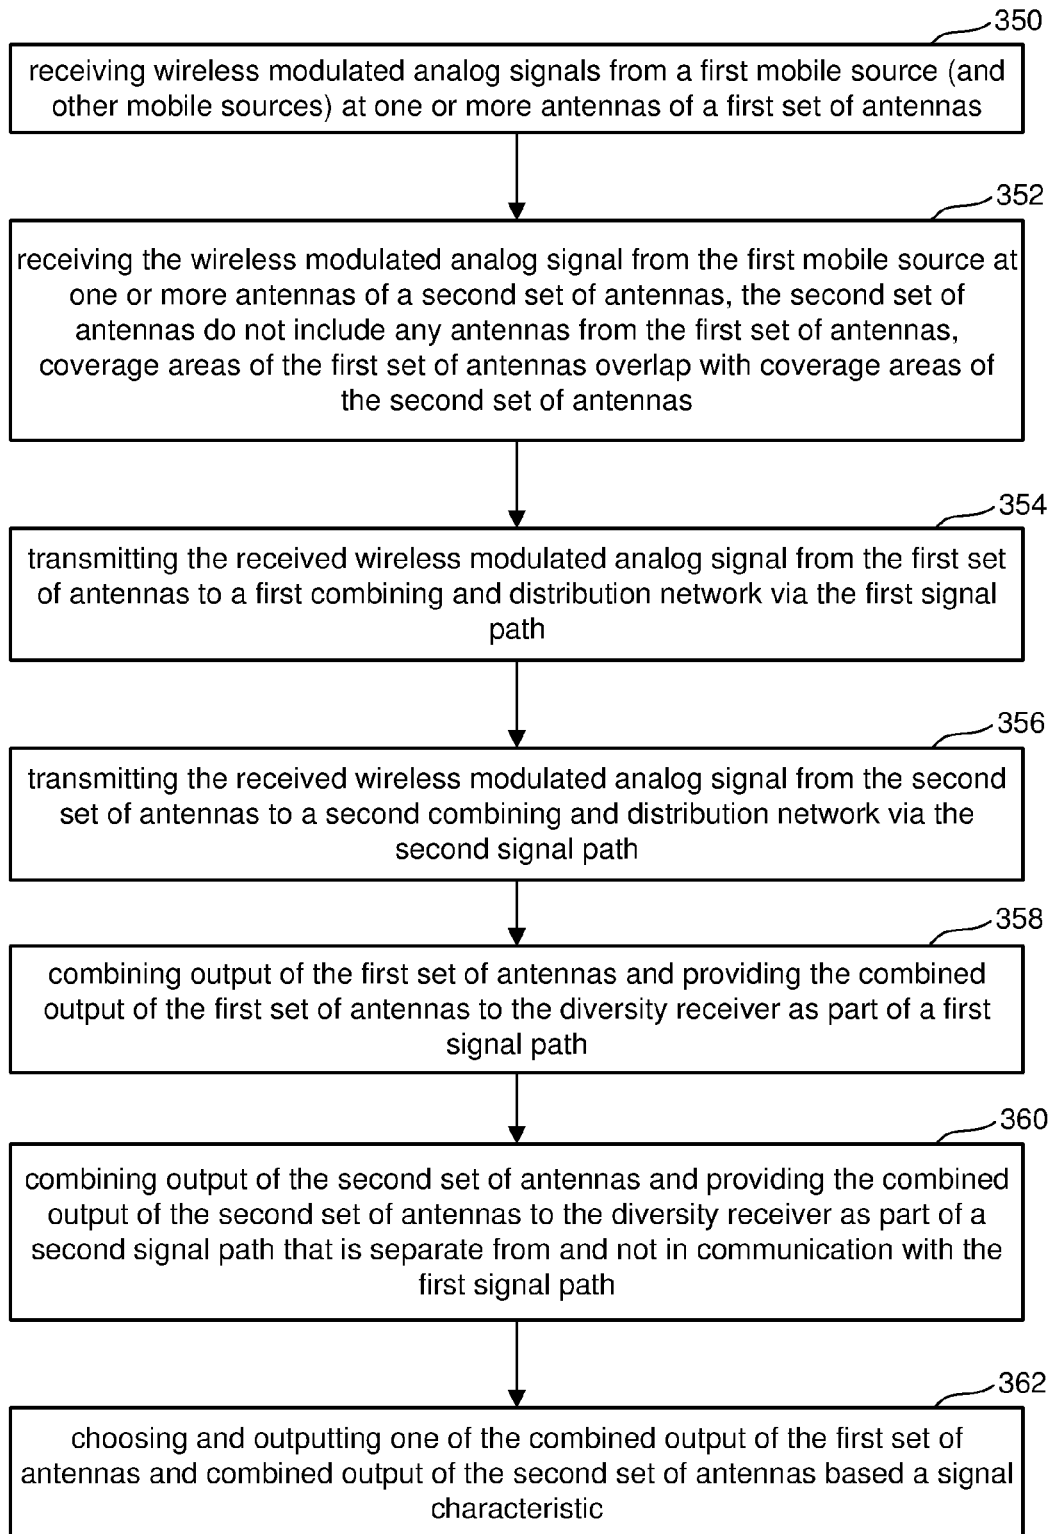 350
receiving wireless modulated analog signals from a first mobile source (and
other mobile sources) at one or more antennas of a first set of antennas
352
receiving the wireless modulated analog signal from the first mobile source at
one or more antennas of a second set of antennas, the second set of
antennas do not include any antennas from the first set of antennas,
coverage areas of the first set of antennas overlap with coverage areas of
the second set of antennas
354
transmitting the received wireless modulated analog signal from the first set
of antennas to a first combining and distribution network via the first signal
path
356
transmitting the received wireless modulated analog signal from the second
set of antennas to a second combining and distribution network via the
second signal path
358
combining output of the first set of antennas and providing the combined
output of the first set of antennas to the diversity receiver as part of a first
signal path
360
combining output of the second set of antennas and providing the combined
output of the second set of antennas to the diversity receiver as part of a
second signal path that is separate from and not in communication with the
first signal path
362
choosing and outputting one of the combined output of the first set of
antennas and combined output of the second set of antennas based a signal
characteristic